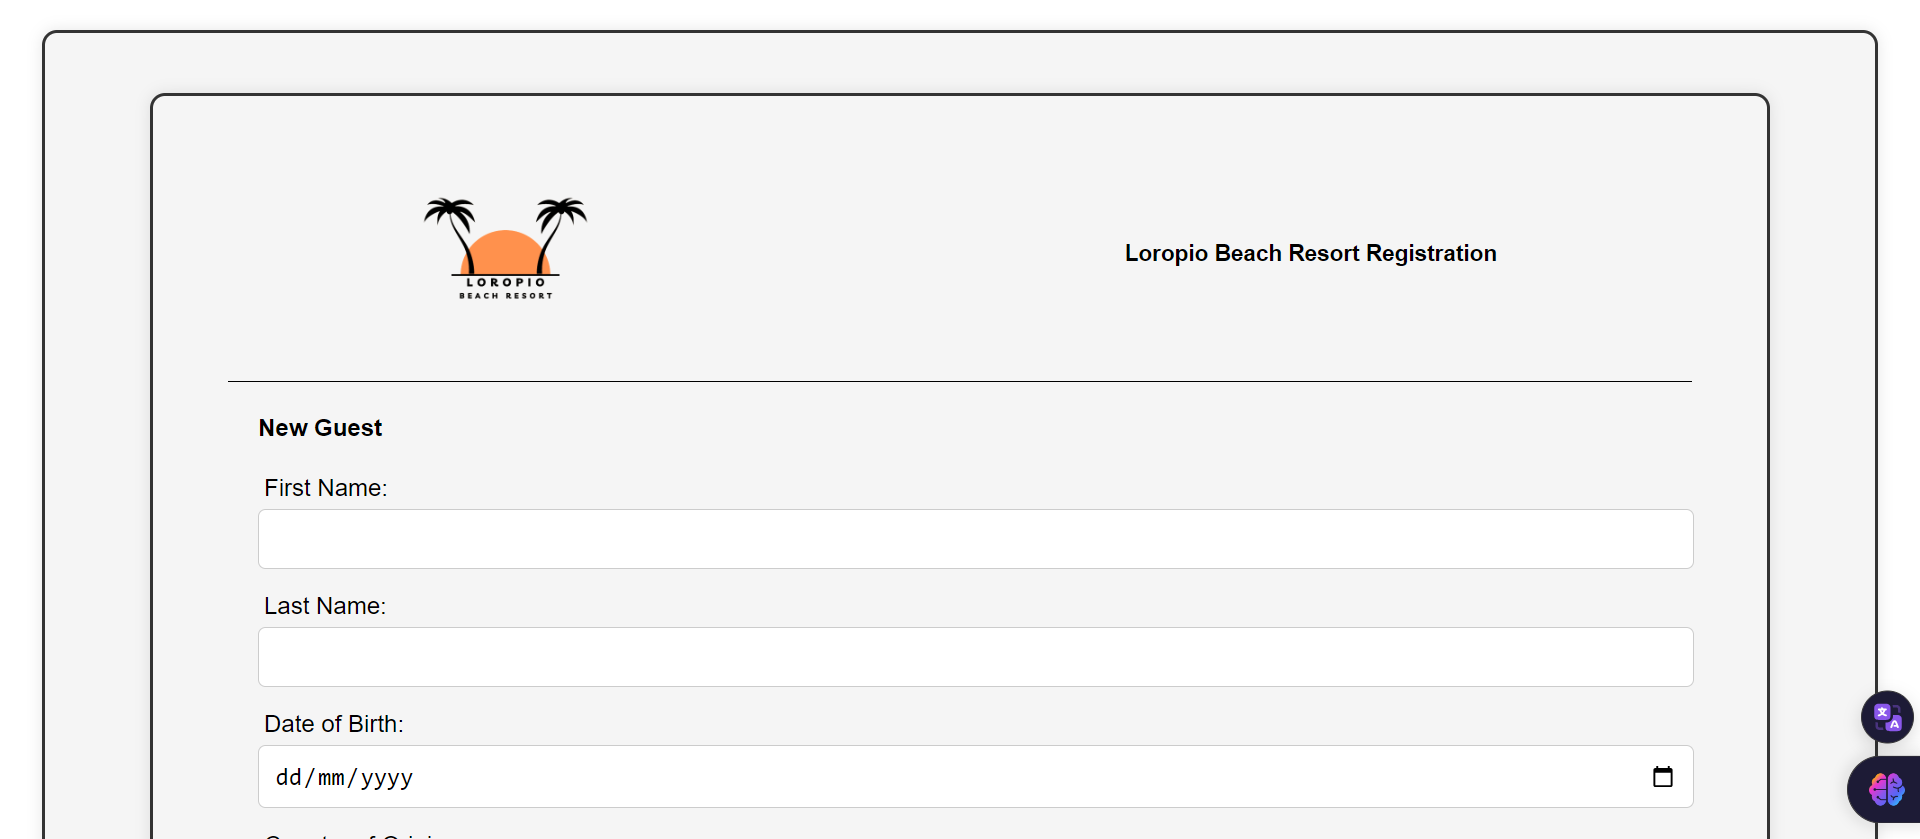 LOROPIO
BEACH RESORT
Loropio Beach Resort Registration
New Guest
First Name:
Last Name:
Date of Birth:
dd/mm/yyyy